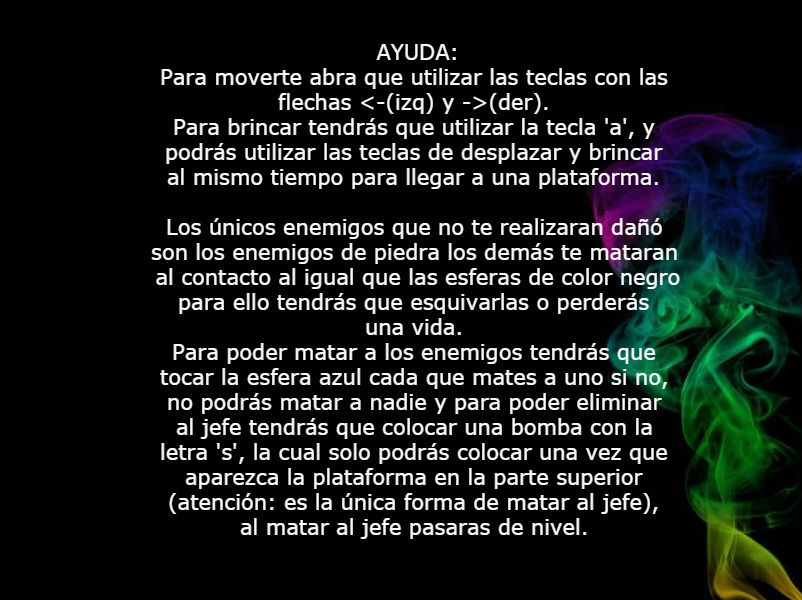 AYUDA:
Para moverte abra que utilizar las teclas con las
flechas <-(izq) y ->(der).
Para brincar tendrás que utilizar la tecla 'a', y
podrás utilizar las teclas de desplazar y brincar
al mismo tiempo para llegar a una plataforma.
Los únicos enemigos que no te realizaran dañó
son los enemigos de piedra los demás te mataran
al contacto al igual que las esferas de color negro
para ello tendrás que esquivarlas o perderás
una vida.
Para poder matar a los enemigos tendrás que
tocar la esfera azul cada que mates a uno si no,
no podrás matar a nadie y para poder eliminar
al jefe tendrás que colocar una bomba con la
letra 's', la cual solo podrás colocar una vez que
aparezca la plataforma en la parte superior
(atención: es la única forma de matar al jefe),
al matar al jefe pasaras de nivel.